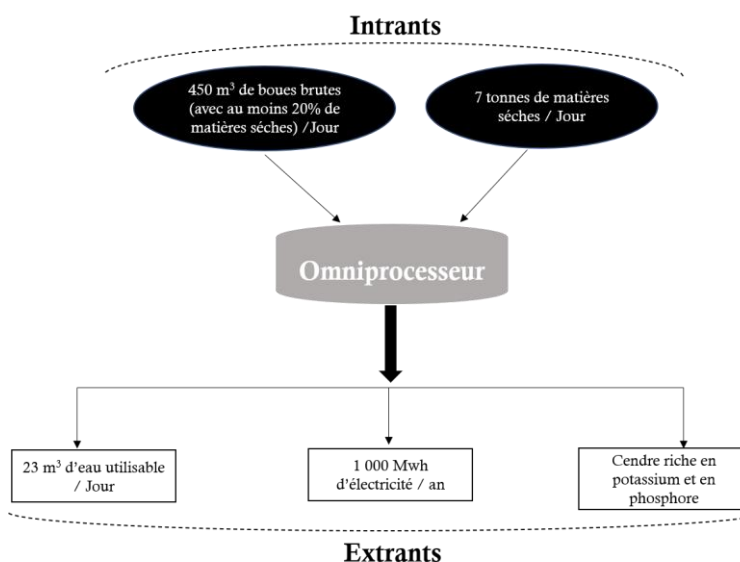 Intrants
450 m³ de boues brutes
(avec au moins 20% de
matières séches) /Jour
7 tonnes de matières
séches / Jour
Omniprocesseur
23 m³ d'eau utilisable
/ Jour
1 000 Mwh
d'électricité / an
Cendre riche en
potassium et en
phosphore
Extrants